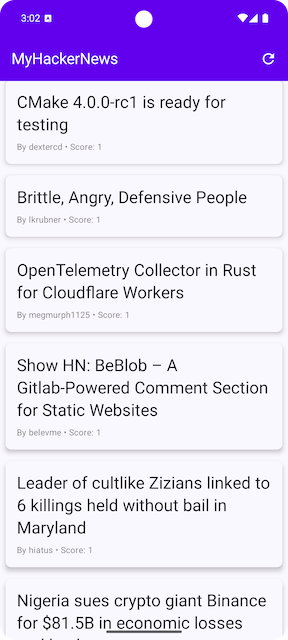 3:02
MyHackerNews
CMake 4.0.0-rc1 is ready for
testing
By dextercd • Score: 1
Brittle, Angry, Defensive People
By lkrubner • Score: 1
OpenTelemetry Collector in Rust
for Cloudflare Workers
By megmurph1125 • Score: 1
Show HN: BeBlob – A
Gitlab-Powered Comment Section
for Static Websites
By belevme • Score: 1
Leader of cultlike Zizians linked to
6 killings held without bail in
Maryland
By hiatus • Score: 1
Nigeria sues crypto giant Binance
for $81.5B in economic losses